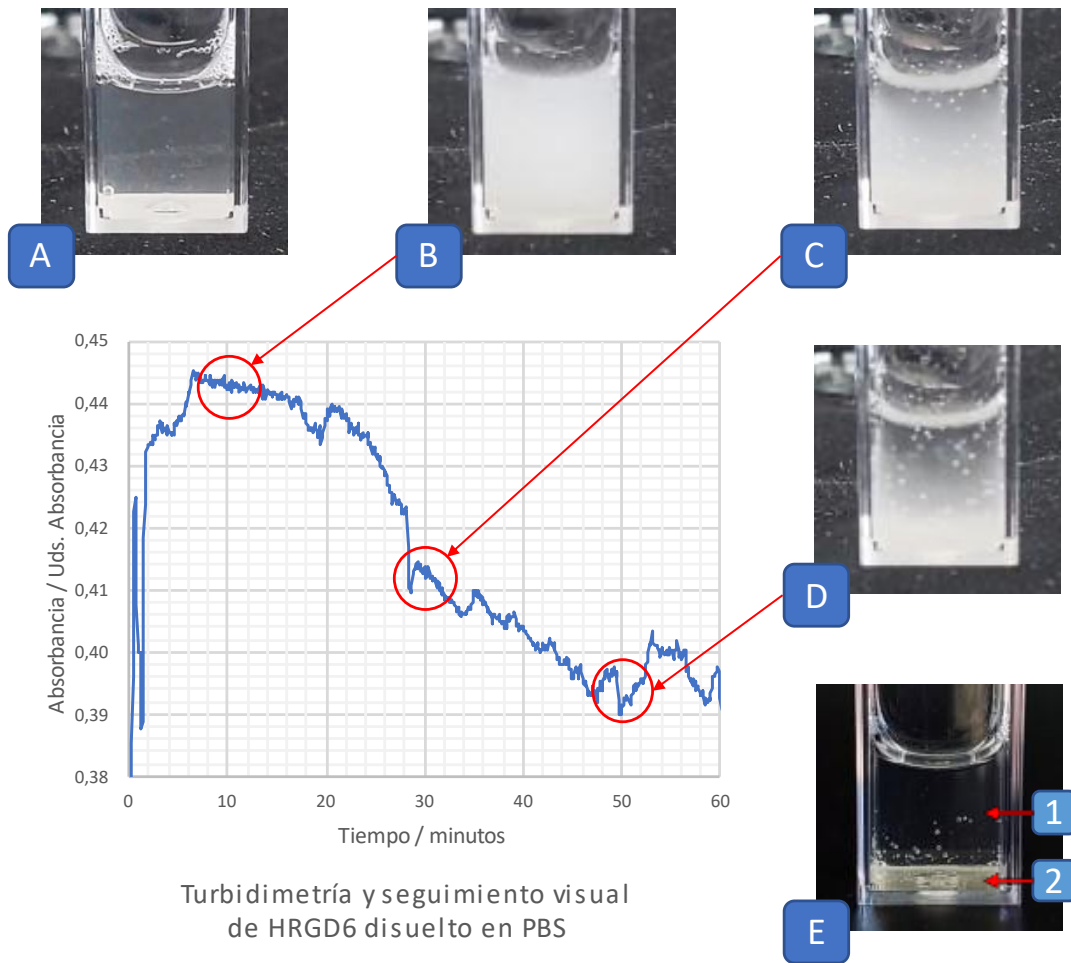 A
B
C
0,45
0,44
0,43
0,42
0,41
0,40
0,39
0,38
Absorbancia / Uds. Absorbancia
0
10
20
30
40
50
60
Tiempo / minutos
D
1
2
E
Turbidimetría y seguimiento visual
de HRGD6 disuelto en PBS